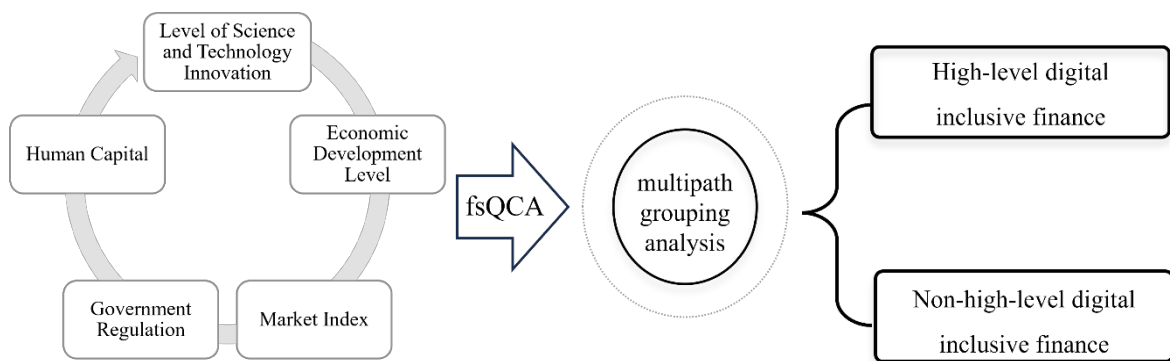 Level of Science
and Technology
Innovation
Human Capital
Economic
Development
Level
Government
Regulation
Market Index
fsQCA
multipath
grouping
analysis
High-level digital
inclusive finance
Non-high-level digital
inclusive finance